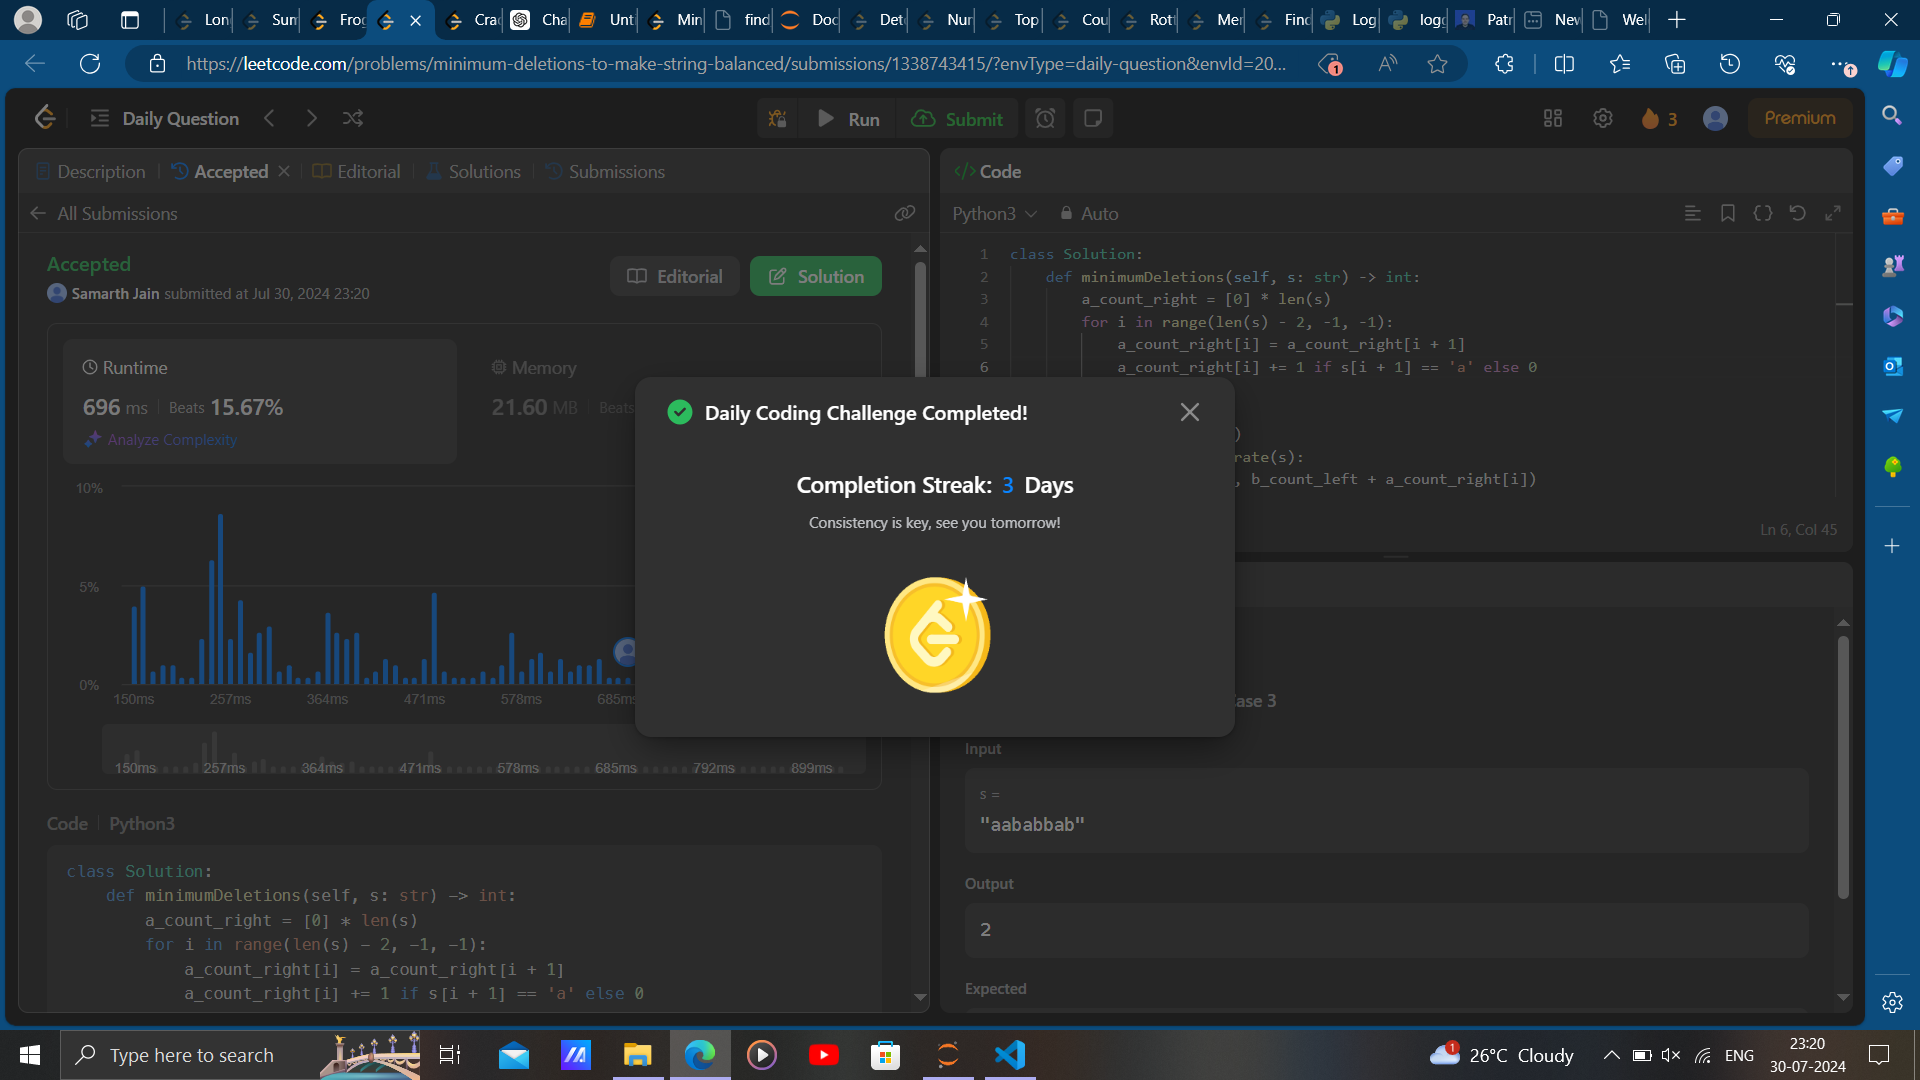 Lon
Sum
Frog
Crac
Cha
Unt
Min
find
Doc
Dete
Nur
Top
Cou
Rott
Mer
Find
Log
logg
Patr
New
Wel
https://leetcode.com/problems/minimum-deletions-to-make-string-balanced/submissions/1338743415/?envType=daily-question&envId=20...
1
Daily Question
Run
Submit
3
Premium
Description
Accepted
Editorial
Solutions
Submissions
All Submissions
Accepted
Samarth Jain submitted at Jul 30, 2024 23:20
Editorial
Solution
Runtime
696 ms
Beats 15.67%
Analyze Complexity
Memory
21.60 MB
Beats
10%
5%
0%
150ms 257ms 364ms 471ms 578ms 685ms
150ms 257ms 364ms 471ms 578ms 685ms 792ms 899ms
Code
Python3
class Solution:
def minimumDeletions(self, s: str) -> int:
a_count_right = [0] * len(s)
for i in range(len(s) - 2, -1, -1):
a_count_right[i] = a_count_right[i + 1]
a_count_right[i] += 1 if s[i + 1] == 'a' else 0
Daily Coding Challenge Completed!
Completion Streak: 3 Days
Consistency is key, see you tomorrow!
</> Code
Python3
Auto
1 class Solution:
2 def minimumDeletions(self, s: str) -> int:
3 a_count_right = [0] * len(s)
4 for i in range(len(s) - 2, -1, -1):
5 a_count_right[i] = a_count_right[i + 1]
6 a_count_right[i] += 1 if s[i + 1] == 'a' else 0
)
rate(s):
, b_count_left + a_count_right[i])
Ln 6, Col 45
ase 3
Input
s =
"aababbab"
Output
2
Expected
Type here to search
1
26°C Cloudy
ENG
23:20
30-07-2024